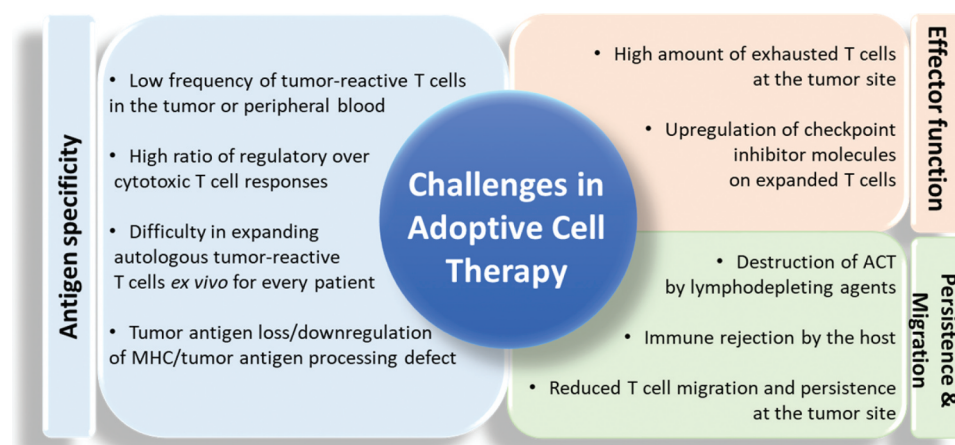 Antigen specificity
• Low frequency of tumor-reactive T cells
in the tumor or peripheral blood
• High ratio of regulatory over
cytotoxic T cell responses
• Difficulty in expanding
autologous tumor-reactive
T cells ex vivo for every patient
• Tumor antigen loss/downregulation
of MHC/tumor antigen processing defect
Challenges in
Adoptive Cell
Therapy
Effector function
• High amount of exhausted T cells
at the tumor site
• Upregulation of checkpoint
inhibitor molecules
on expanded T cells
Persistence &
Migration
• Destruction of ACT
by lymphodepleting agents
• Immune rejection by the host
• Reduced T cell migration and persistence
at the tumor site